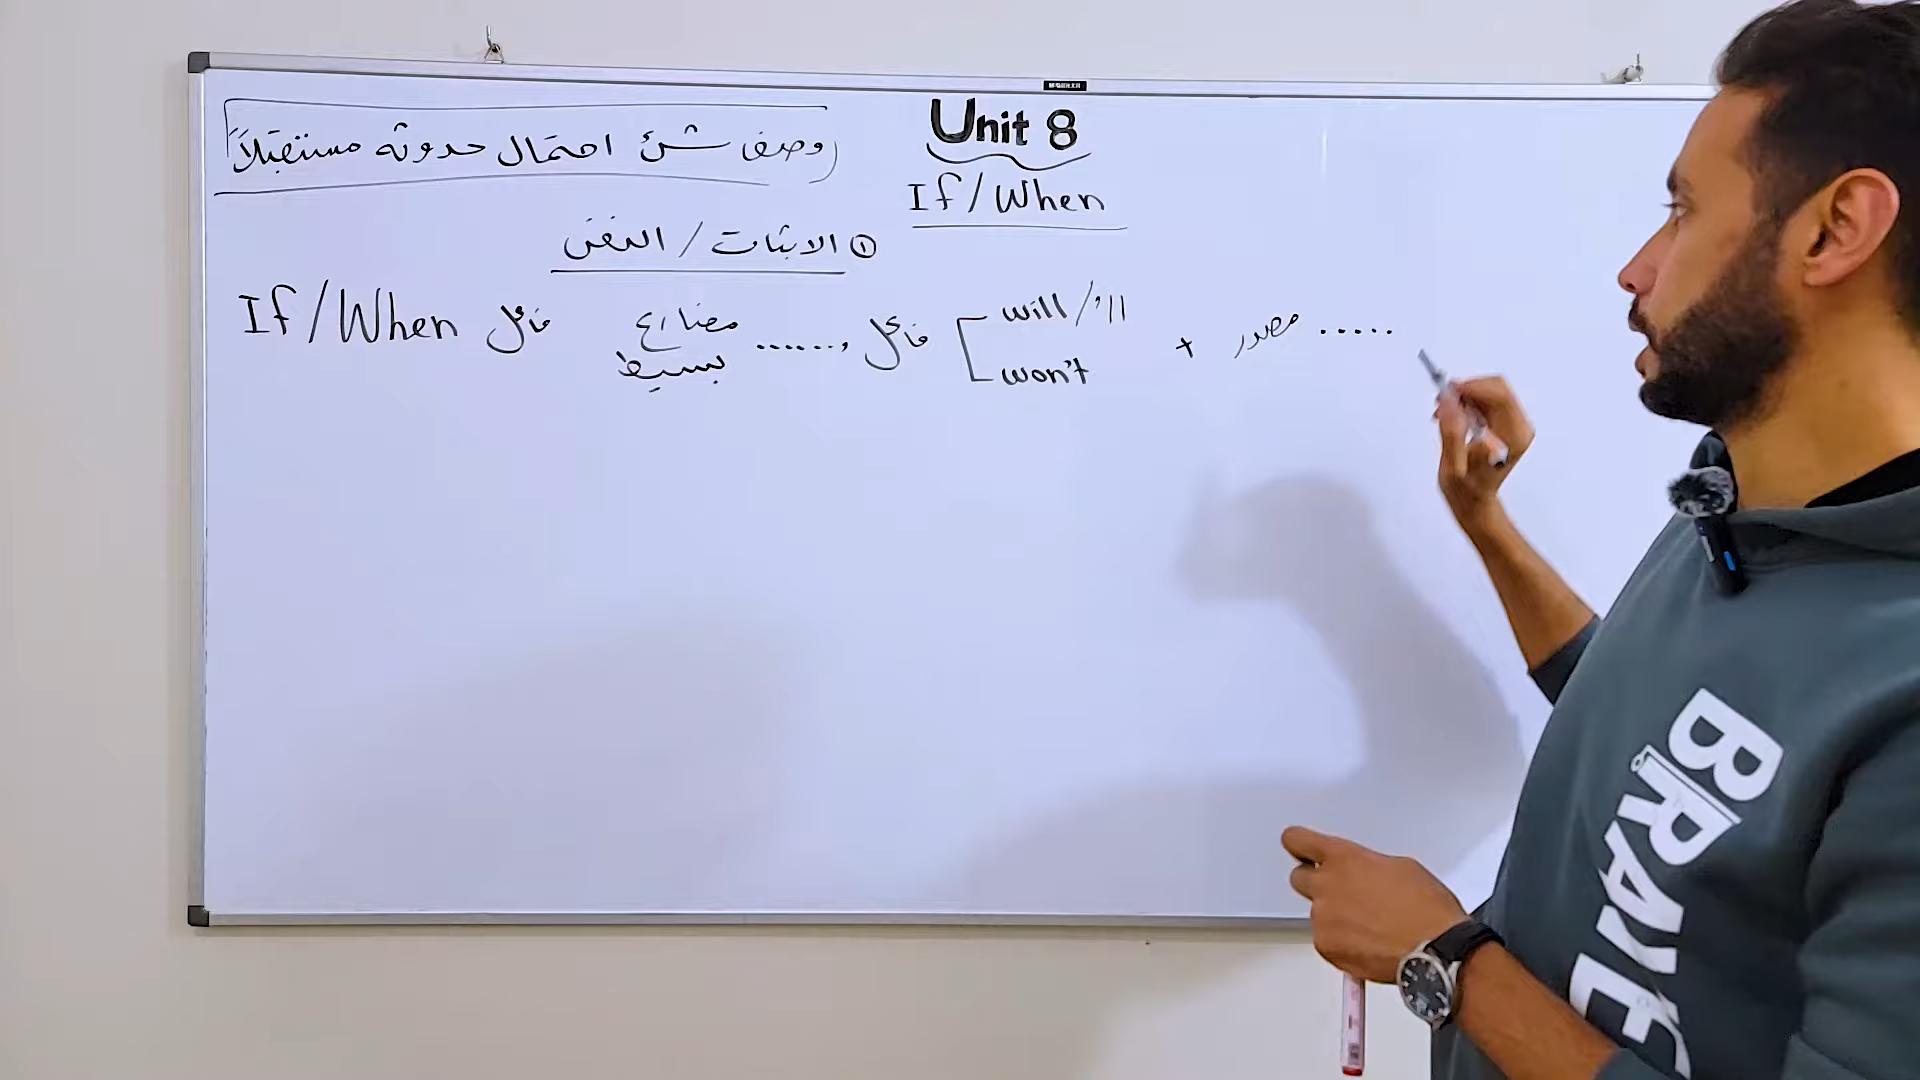 Unit 8
وصف شئ احتمال حدوثه مستقبلاً
If / When
① الاثبات / النفى
If / When فاعل مضارع بسيط ......, فاعل will / 'll won't + مصدر .....
BRAVE